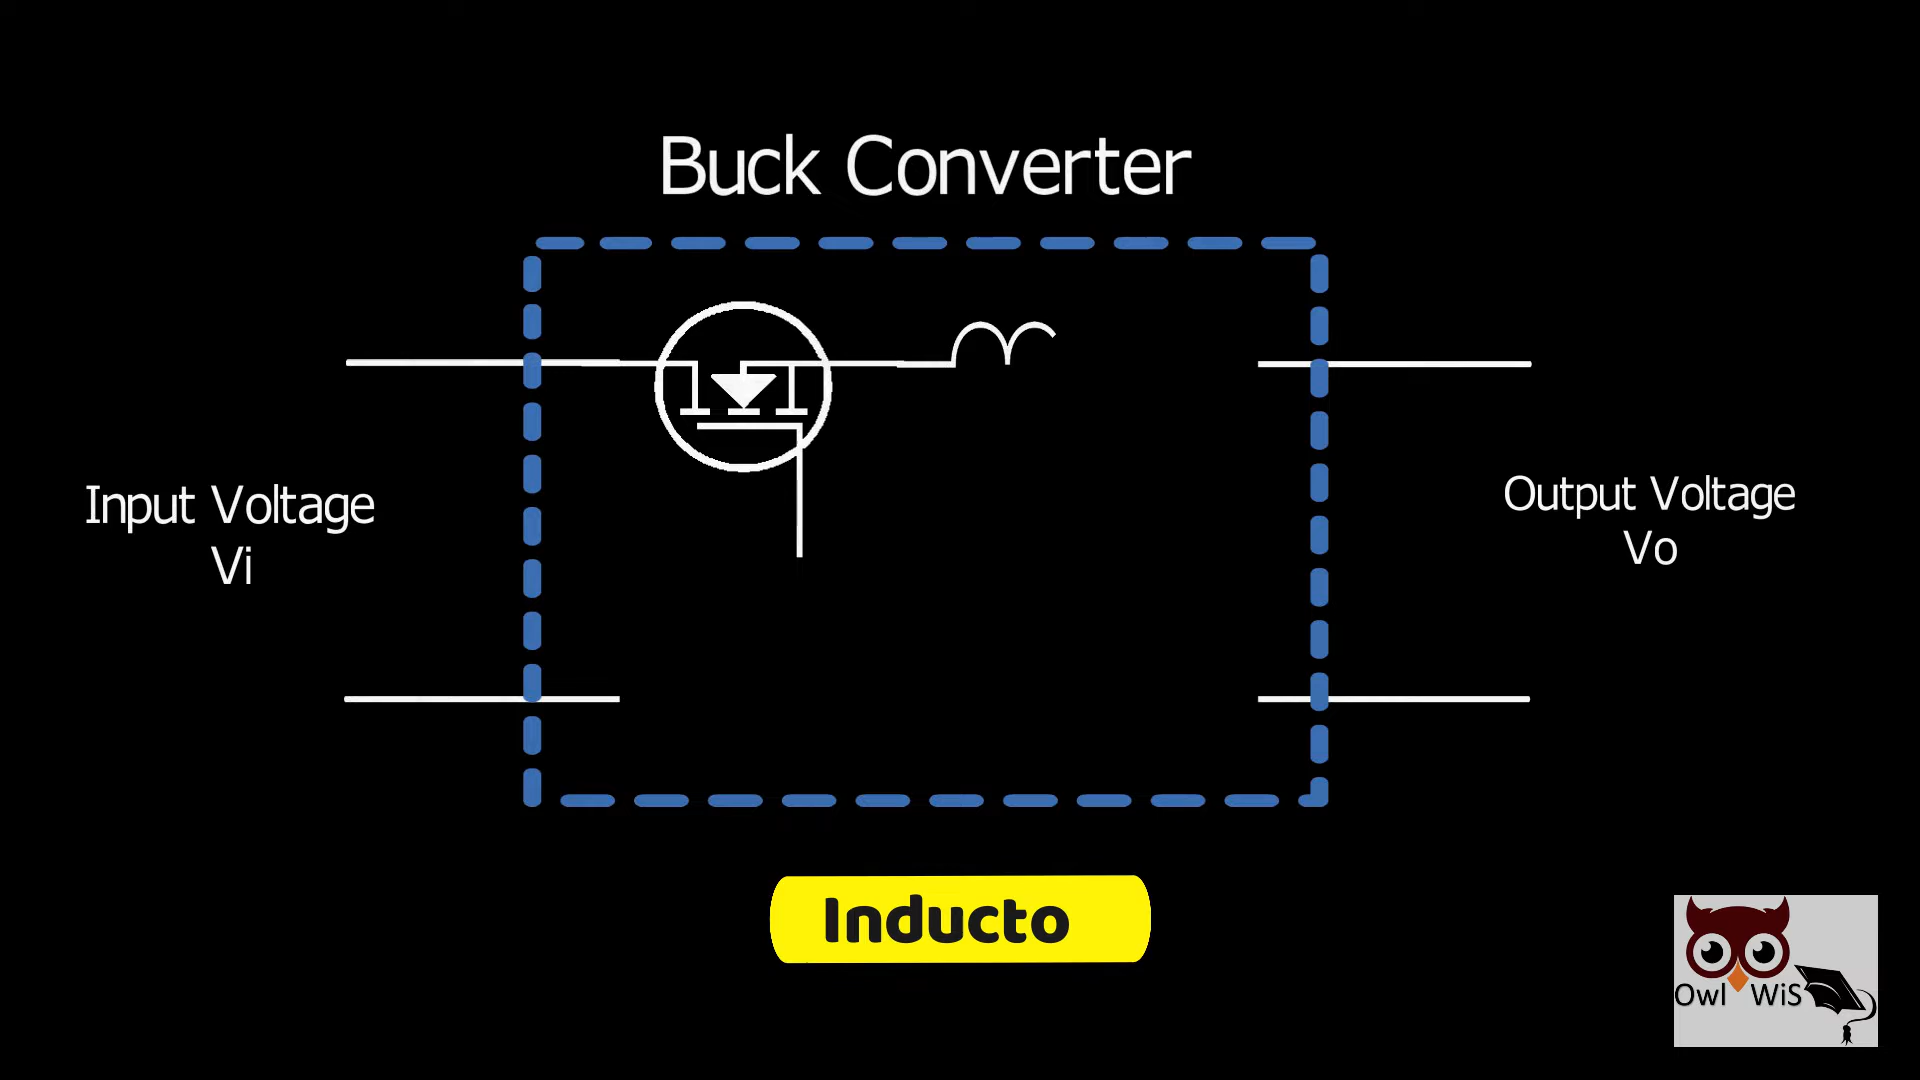 Buck Converter
Input Voltage
Vi
Output Voltage
Vo
Inducto
Owl WiS